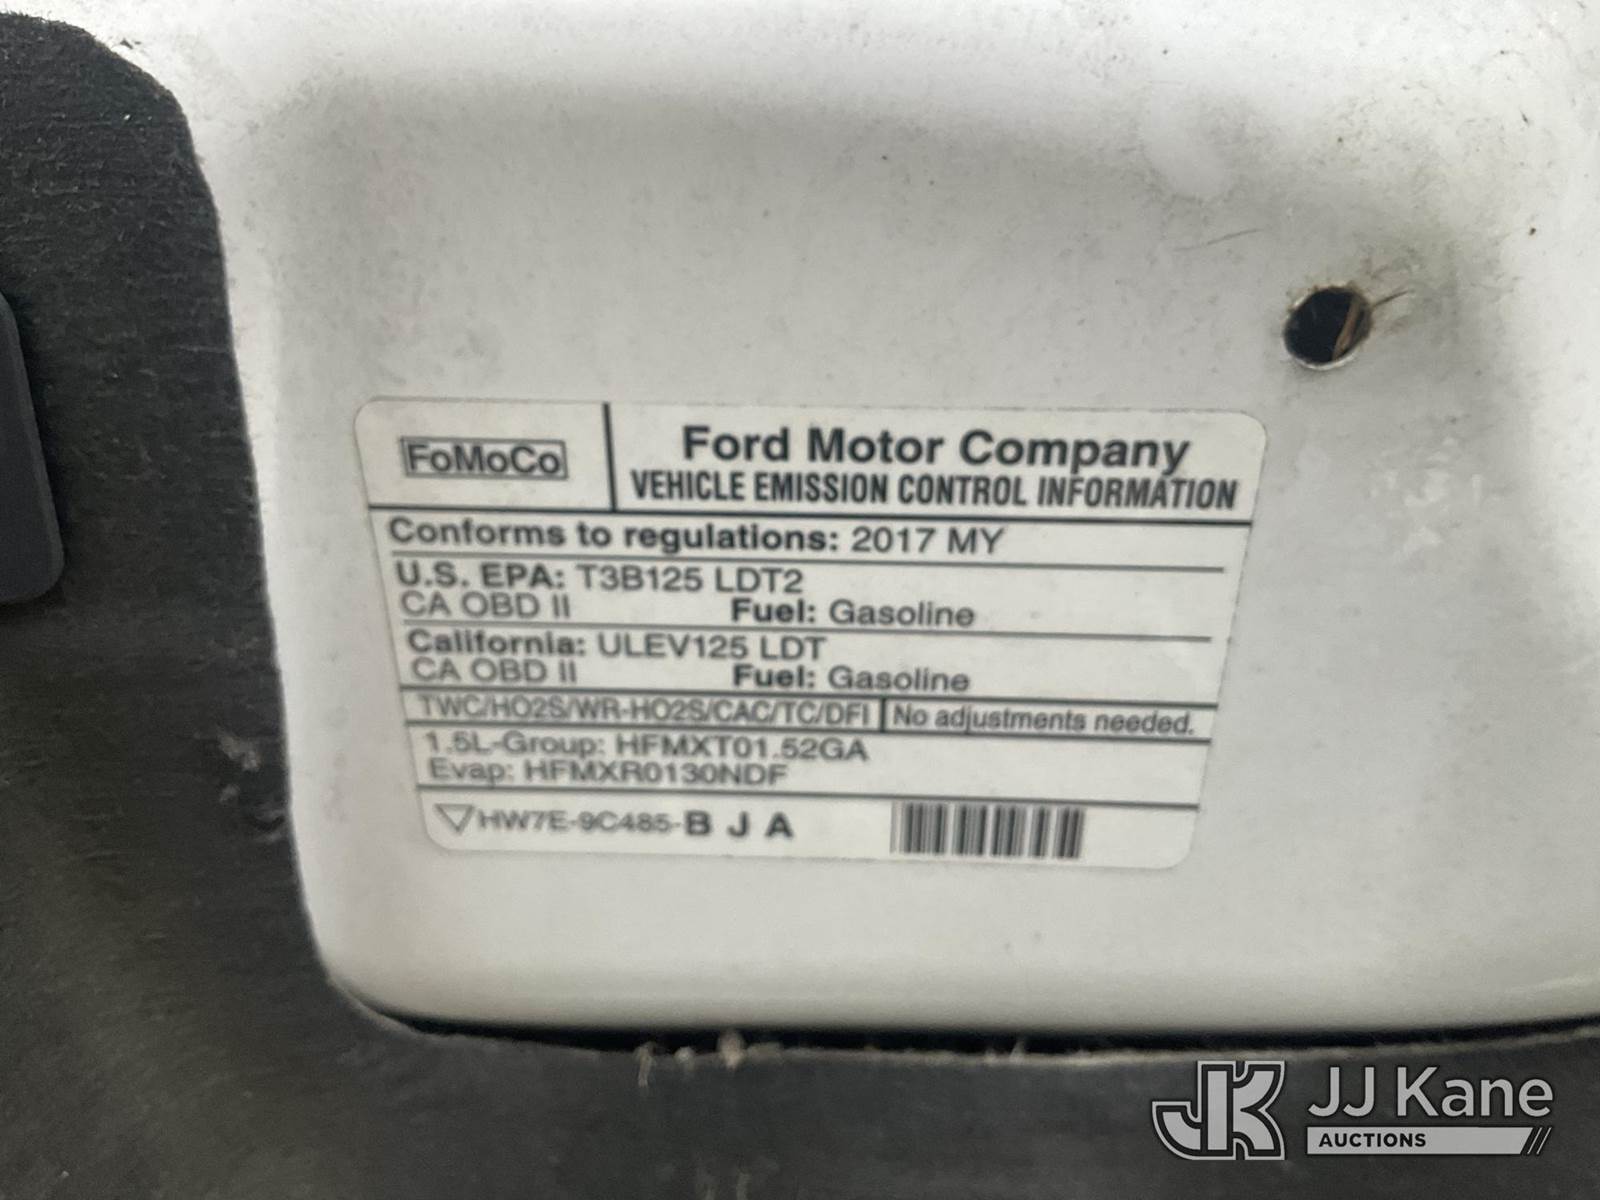 FoMoCo
Ford Motor Company
VEHICLE EMISSION CONTROL INFORMATION
Conforms to regulations: 2017 MY
U.S. EPA: T3B125 LDT2
CA OBD II Fuel: Gasoline
California: ULEV125 LDT
CA OBD II Fuel: Gasoline
TWC/HO2S/WR-HO2S/CAC/TC/DFI No adjustments needed.
1.5L-Group: HFMXT01.52GA
Evap: HFMXR0130NDF
HW7E-9C485-B J A
JK JJ Kane
AUCTIONS